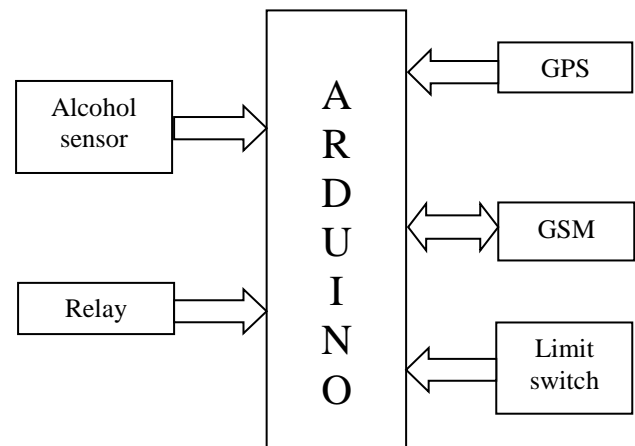 Alcohol
sensor
Relay
A
R
D
U
I
N
O
GPS
GSM
Limit
switch